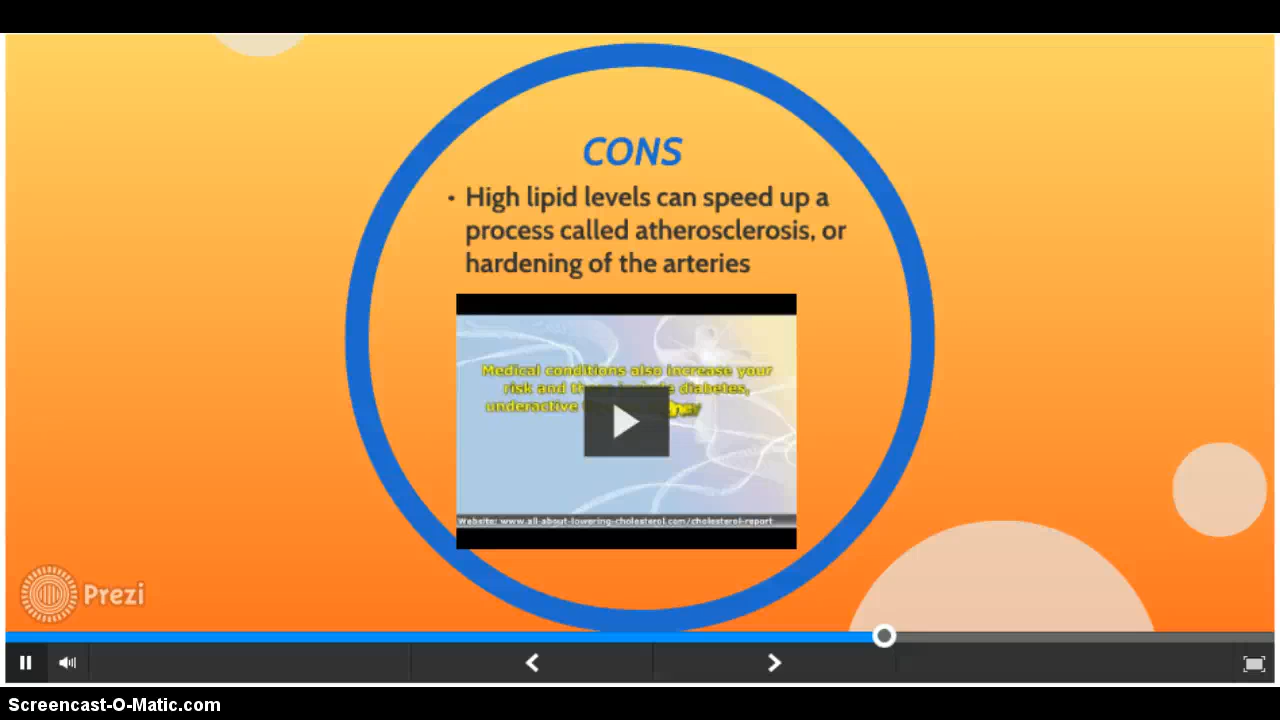 CONS
• High lipid levels can speed up a
process called atherosclerosis, or
hardening of the arteries
Medical conditions also increase your
risk and diabetes,
underactive
Website: www.all-about-lowering-cholesterol.com/cholesterol-report
Prezi
Screencast-O-Matic.com